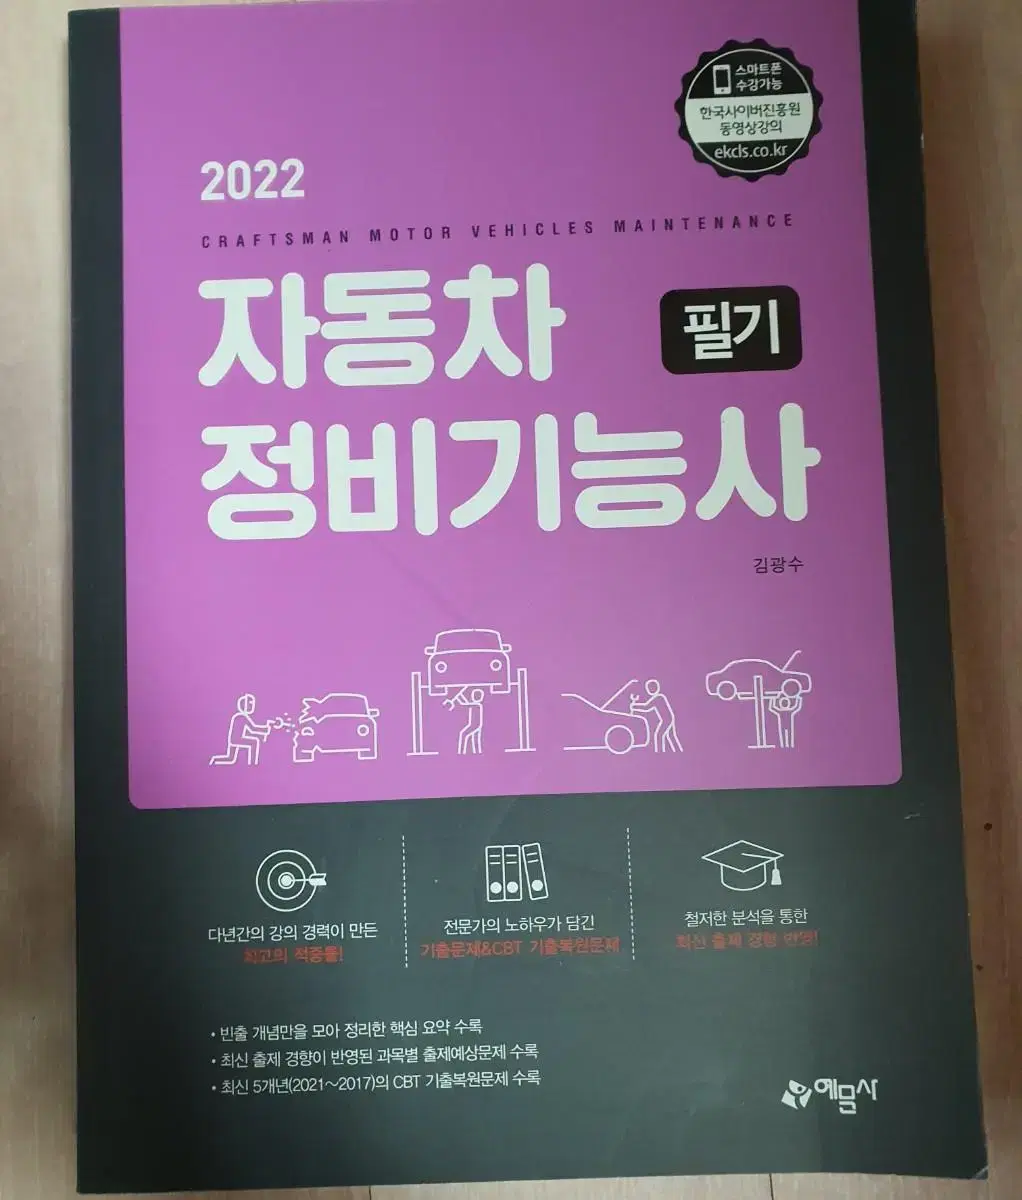 스마트폰
수강가능
한국사이버진흥원
동영상강의
ekcls.co.kr
2022
CRAFTSMAN MOTOR VEHICLES MAINTENANCE
자동차
필기
정비기능사
김광수
다년간의 강의 경력이 만든
최고의 적중률!
전문가의 노하우가 담긴
기출문제&CBT 기출복원문제
철저한 분석을 통한
최신 출제 경향 반영!
• 빈출 개념만을 모아 정리한 핵심 요약 수록
• 최신 출제 경향이 반영된 과목별 출제예상문제 수록
• 최신 5개년(2021~2017)의 CBT 기출복원문제 수록
예문사